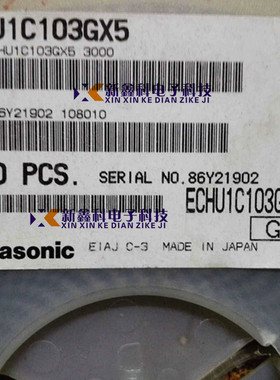 U1C103GX5
CHU1C103GX5 3000
新鑫科电子科技
XIN XIN KE DIAN ZIKE JI
86Y21902 108010
0 PCS. SERIAL NO.86Y21902
ECHU1C103G
新鑫科电子科技
XIN XIN KE DIAN ZIKE JI
G
asonic EIAJ C-3 MADE IN JAPAN